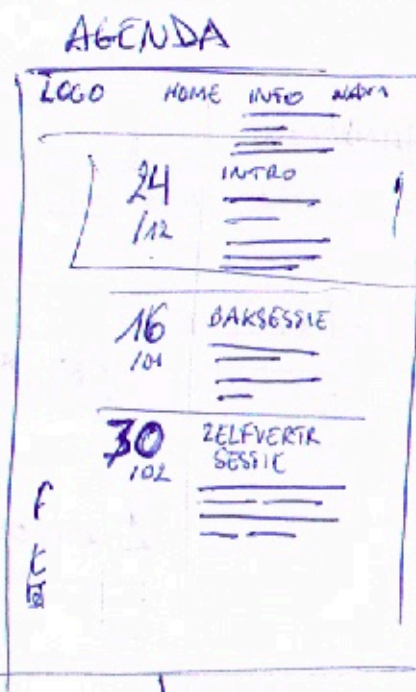 AGENDA
LOGO HOME INFO
24 INTRO
/12
16 BAKSESSIE
/01
30 ZELFVERTR
/02 SESSIE
f
t